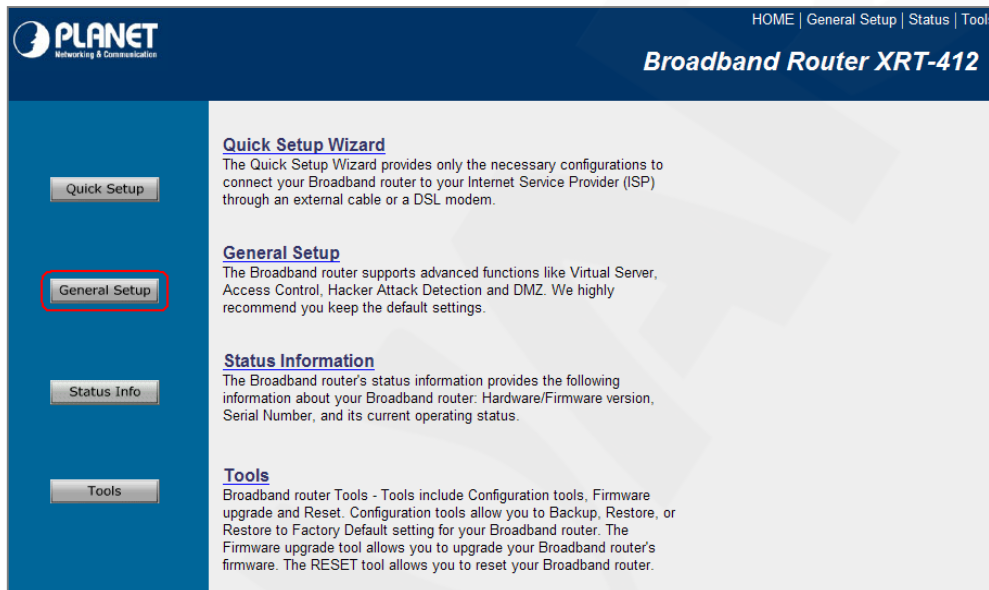 PLANET
Networking & Communication
HOME | General Setup | Status | Tools
Broadband Router XRT-412
Quick Setup
Quick Setup Wizard
The Quick Setup Wizard provides only the necessary configurations to
connect your Broadband router to your Internet Service Provider (ISP)
through an external cable or a DSL modem.
General Setup
General Setup
The Broadband router supports advanced functions like Virtual Server,
Access Control, Hacker Attack Detection and DMZ. We highly
recommend you keep the default settings.
Status Info
Status Information
The Broadband router's status information provides the following
information about your Broadband router: Hardware/Firmware version,
Serial Number, and its current operating status.
Tools
Tools
Broadband router Tools - Tools include Configuration tools, Firmware
upgrade and Reset. Configuration tools allow you to Backup, Restore, or
Restore to Factory Default setting for your Broadband router. The
Firmware upgrade tool allows you to upgrade your Broadband router's
firmware. The RESET tool allows you to reset your Broadband router.